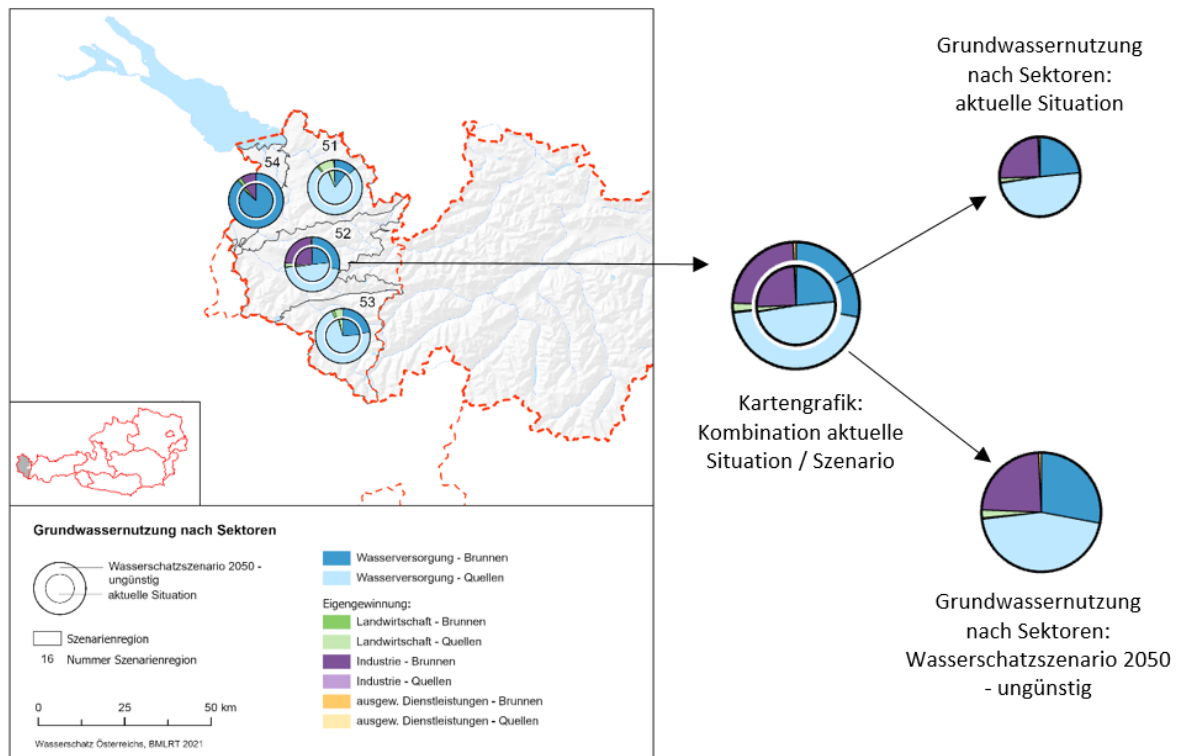 51
54
52
53
Grundwassernutzung nach Sektoren
Wasserschatzszenario 2050 -
ungünstig
aktuelle Situation
Szenarienregion
16 Nummer Szenarienregion
0 25 50 km
Wasserschatz Österreichs, BMLRT 2021
Wasserversorgung - Brunnen
Wasserversorgung - Quellen
Eigengewinnung:
Landwirtschaft - Brunnen
Landwirtschaft - Quellen
Industrie - Brunnen
Industrie - Quellen
ausgew. Dienstleistungen - Brunnen
ausgew. Dienstleistungen - Quellen
Kartengrafik:
Kombination aktuelle
Situation / Szenario
Grundwassernutzung
nach Sektoren:
aktuelle Situation
Grundwassernutzung
nach Sektoren:
Wasserschatzszenario 2050
- ungünstig